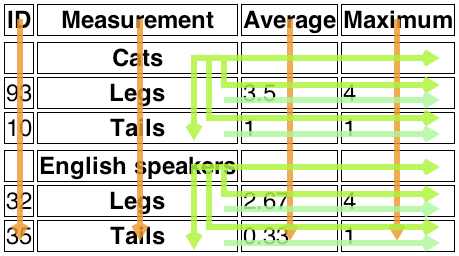 ID Measurement Average Maximum
Cats
93 Legs 3.5 4
10 Tails 1 1
English speakers
32 Legs 2.67 4
35 Tails 0.33 1